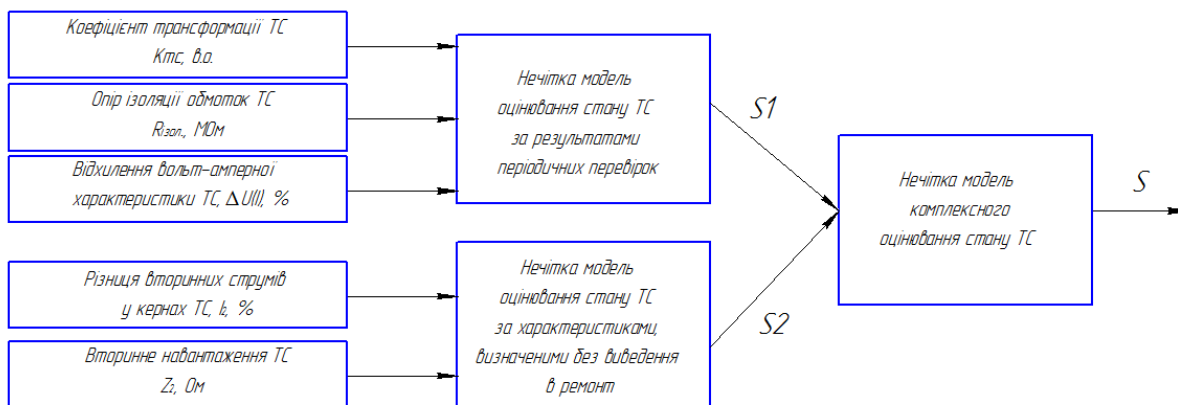 Коефіцієнт трансформації ТС
Kтс, в.о.
Опір ізоляції обмоток ТС
Rізол., МОм
Відхилення вольт-амперної
характеристики ТС, ΔU(I), %
Нечітка модель
оцінювання стану ТС
за результатами
періодичних перевірок
S1
Нечітка модель
комплексного
оцінювання стану ТС
S
Різниця вторинних струмів
у кернах ТС, I₂, %
Вторинне навантаження ТС
Z₂, Ом
Нечітка модель
оцінювання стану ТС
за характеристиками,
визначеними без виведення
в ремонт
S2